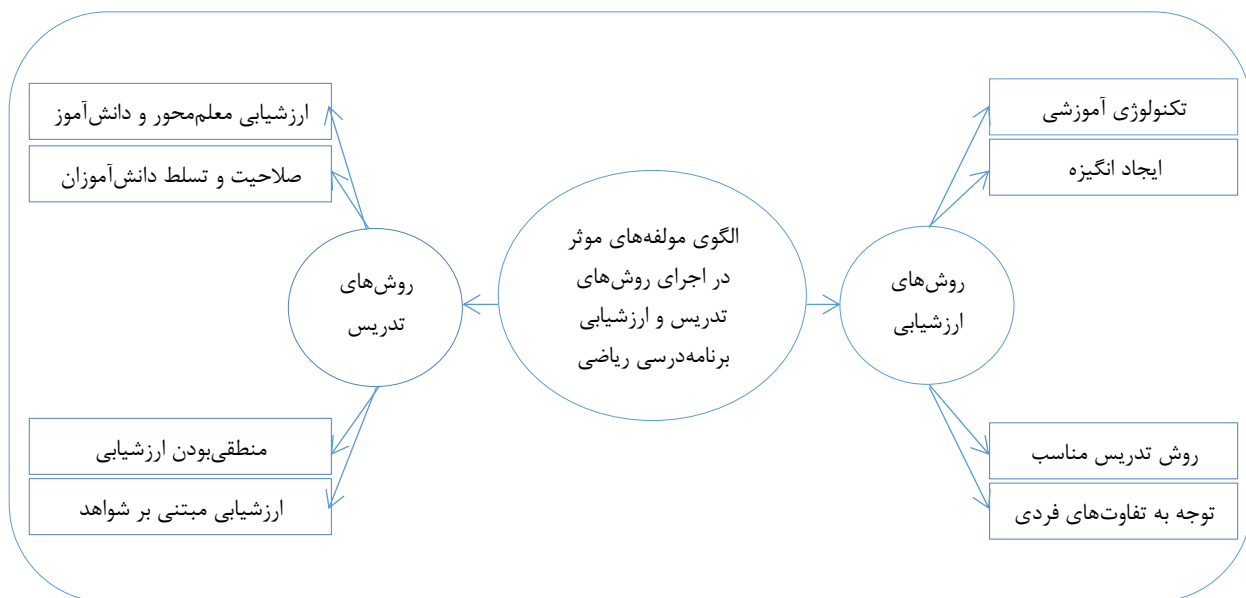 تکنولوژی آموزشی
ایجاد انگیزه
روش‌های
ارزشیابی
روش تدریس مناسب
توجه به تفاوت‌های فردی
الگوی مولفه‌های موثر
در اجرای روش‌های
تدریس و ارزشیابی
برنامه‌درسی ریاضی
ارزشیابی معلم‌محور و دانش‌آموز
صلاحیت و تسلط دانش‌آموزان
روش‌های
تدریس
منطقی‌بودن ارزشیابی
ارزشیابی مبتنی بر شواهد